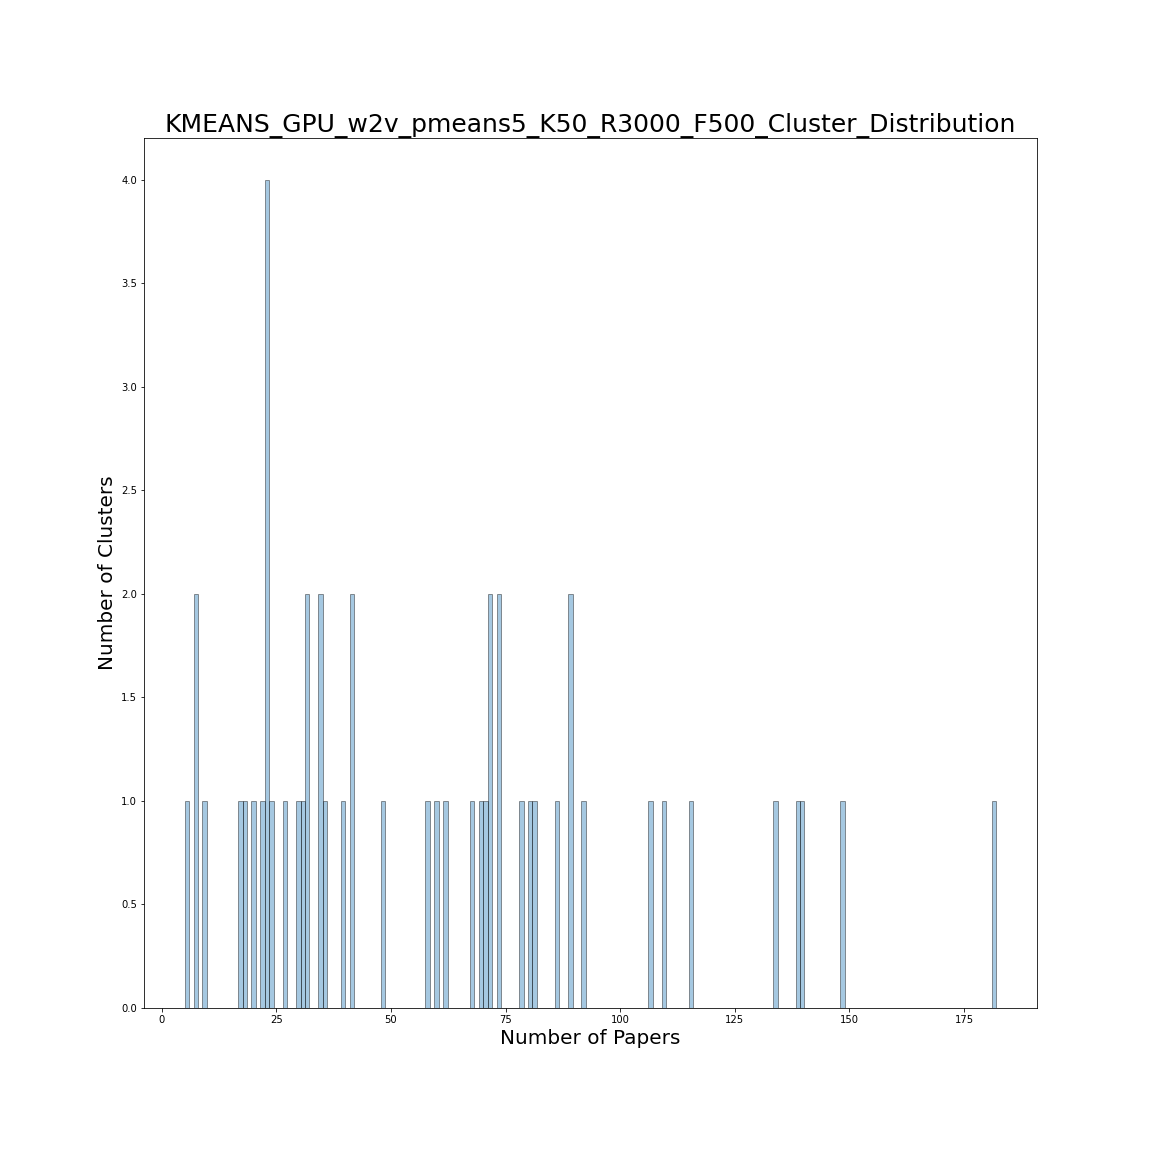 KMEANS_GPU_w2v_pmeans5_K50_R3000_F500_Cluster_Distribution
4.0
3.5
3.0
2.5
2.0
1.5
1.0
0.5
0.0
Number of Clusters
0 25 50 75 100 125 150 175
Number of Papers